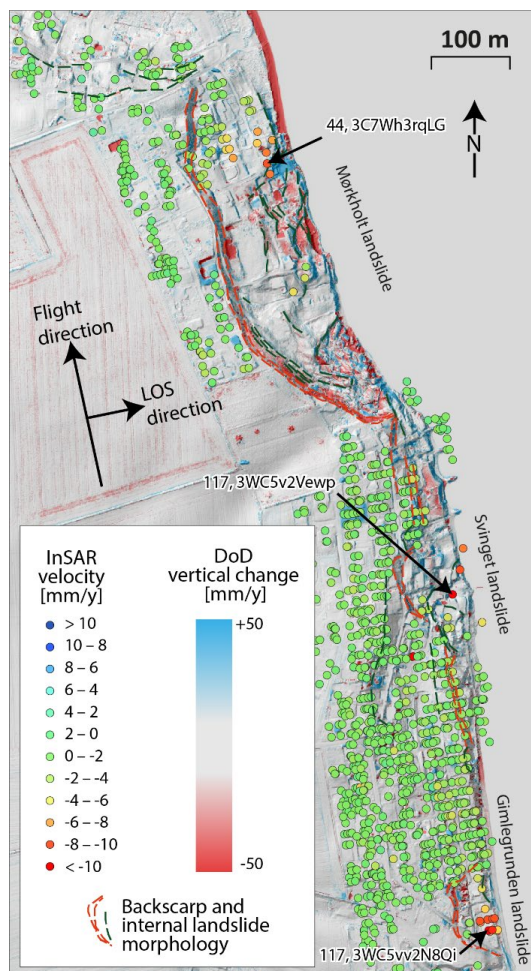 100 m
N
44, 3C7Wh3rqLG
Mørkholt landslide
Flight
direction
LOS
direction
117, 3WC5v2Vewp
Svinget landslide
InSAR
velocity
[mm/y]
> 10
10 – 8
8 – 6
6 – 4
4 – 2
2 – 0
0 – -2
-2 – -4
-4 – -6
-6 – -8
-8 – -10
< -10
DoD
vertical change
[mm/y]
+50
-50
Backscarp and
internal landslide
morphology
Gimlegrunden landslide
117, 3WC5vv2N8Qi